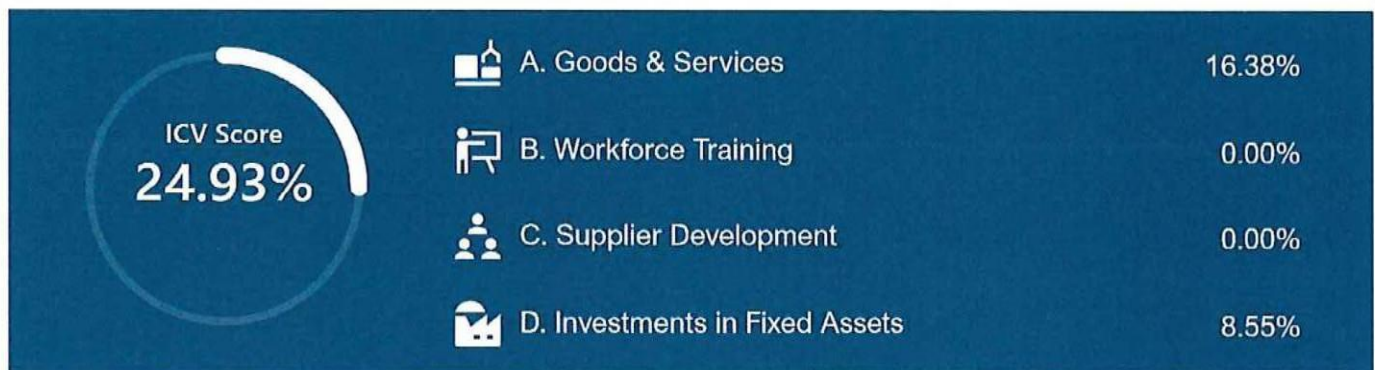 ICV Score
24.93%
A. Goods & Services 16.38%
B. Workforce Training 0.00%
C. Supplier Development 0.00%
D. Investments in Fixed Assets 8.55%